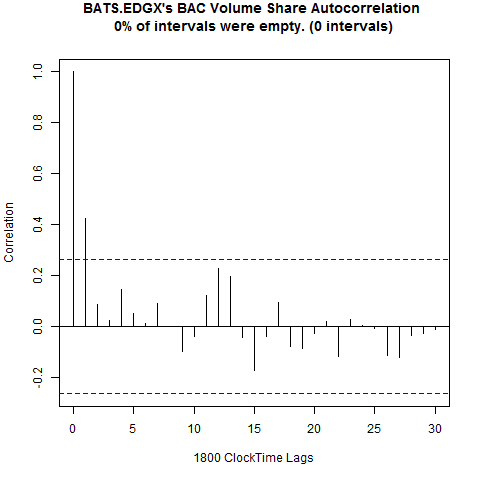 BATS.EDGX's BAC Volume Share Autocorrelation
0% of intervals were empty. (0 intervals)
1.0
0.8
0.6
0.4
0.2
0.0
-0.2
Correlation
0 5 10 15 20 25 30
1800 ClockTime Lags